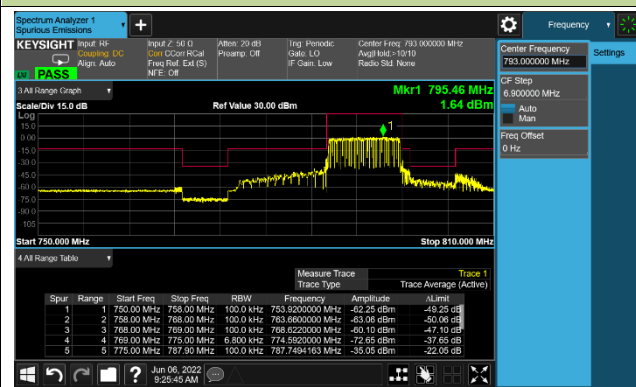 Spectrum Analyzer 1
Spurious Emissions
+
Frequency
KEYSIGHT
Input: RF
Coupling: DC
Align: Auto
Input Z: 50 Ω
Corr CCorr RCal
Freq Ref: Ext (S)
NFE: Off
Atten: 20 dB
Preamp: Off
Trig: Periodic
Gate: LO
IF Gain: Low
Center Freq: 793.000000 MHz
Avg|Hold:>10/10
Radio Std: None
PASS
Center Frequency
793.000000 MHz
Settings
CF Step
6.900000 MHz
Auto
Man
Freq Offset
0 Hz
3 All Range Graph
Mkr1 795.46 MHz
Scale/Div 15.0 dB
Ref Value 30.00 dBm
1.64 dBm
Log
15.0
0.00
-15.0
-30.0
-45.0
-60.0
-75.0
-90.0
-105
1
Start 750.000 MHz
Stop 810.000 MHz
4 All Range Table
Measure Trace Trace 1
Trace Type Trace Average (Active)
Spur Range Start Freq Stop Freq RBW Frequency Amplitude ΔLimit
1 1 750.00 MHz 758.00 MHz 100.0 kHz 753.9200000 MHz -62.25 dBm -49.25 dB
2 2 758.00 MHz 768.00 MHz 100.0 kHz 763.6600000 MHz -63.06 dBm -50.06 dB
3 3 768.00 MHz 769.00 MHz 100.0 kHz 768.6220000 MHz -60.10 dBm -47.10 dB
4 4 769.00 MHz 775.00 MHz 6.800 kHz 774.5920000 MHz -72.65 dBm -37.65 dB
5 5 775.00 MHz 787.90 MHz 100.0 kHz 787.7494163 MHz -35.05 dBm -22.05 dB
Jun 06, 2022
9:25:45 AM